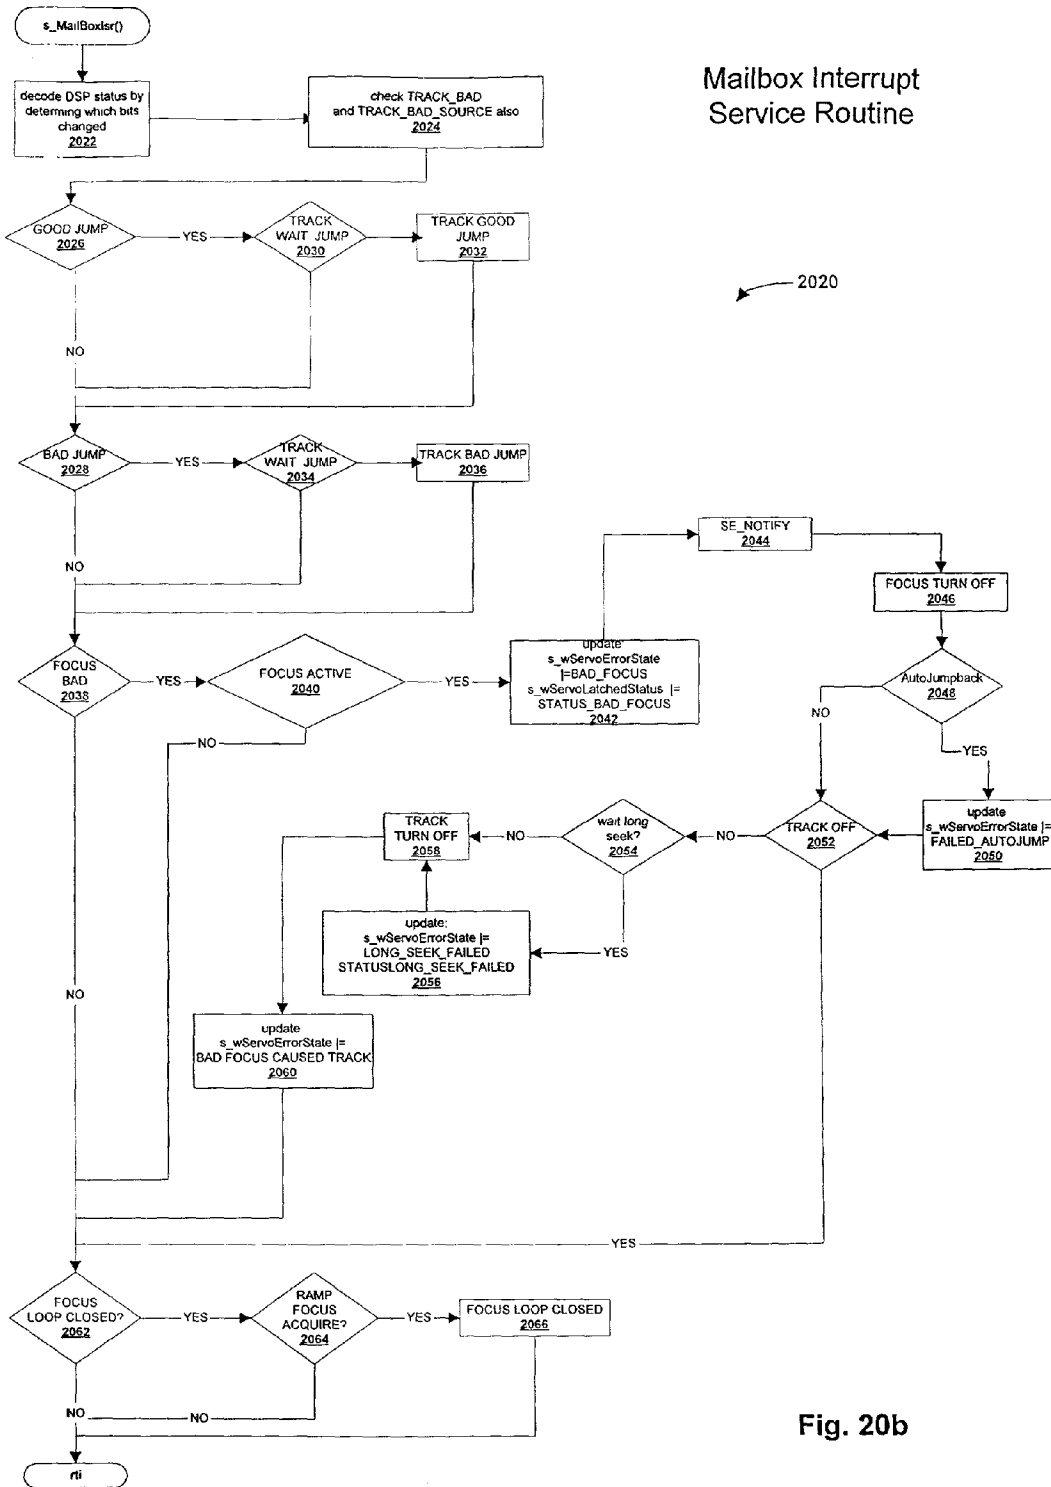 s_MailBoxIsr()
Mailbox Interrupt
Service Routine
decode DSP status by
determing which bits
changed
2022
check TRACK_BAD
and TRACK_BAD_SOURCE also
2024
GOOD JUMP
2026
YES
TRACK
WAIT JUMP
2030
TRACK GOOD
JUMP
2032
2020
NO
BAD JUMP
2028
YES
TRACK
WAIT JUMP
2034
TRACK BAD JUMP
2036
NO
SE_NOTIFY
2044
FOCUS TURN OFF
2046
FOCUS
BAD
2038
YES
FOCUS ACTIVE
2040
YES
update:
s_wServoErrorState
|=BAD_FOCUS
s_wServoLatchedStatus |=
STATUS_BAD_FOCUS
2042
AutoJumpback
2048
NO
NO
YES
TRACK
TURN OFF
2058
NO
wait long
seek?
2054
NO
TRACK OFF
2052
update
s_wServoErrorState |=
FAILED_AUTOJUMP
2050
update:
s_wServoErrorState |=
LONG_SEEK_FAILED
STATUSLONG_SEEK_FAILED
2056
YES
NO
update
s_wServoErrorState |=
BAD FOCUS CAUSED TRACK
2060
YES
FOCUS
LOOP CLOSED?
2062
YES
RAMP
FOCUS
ACQUIRE?
2064
YES
FOCUS LOOP CLOSED
2066
NO
NO
rti
Fig. 20b